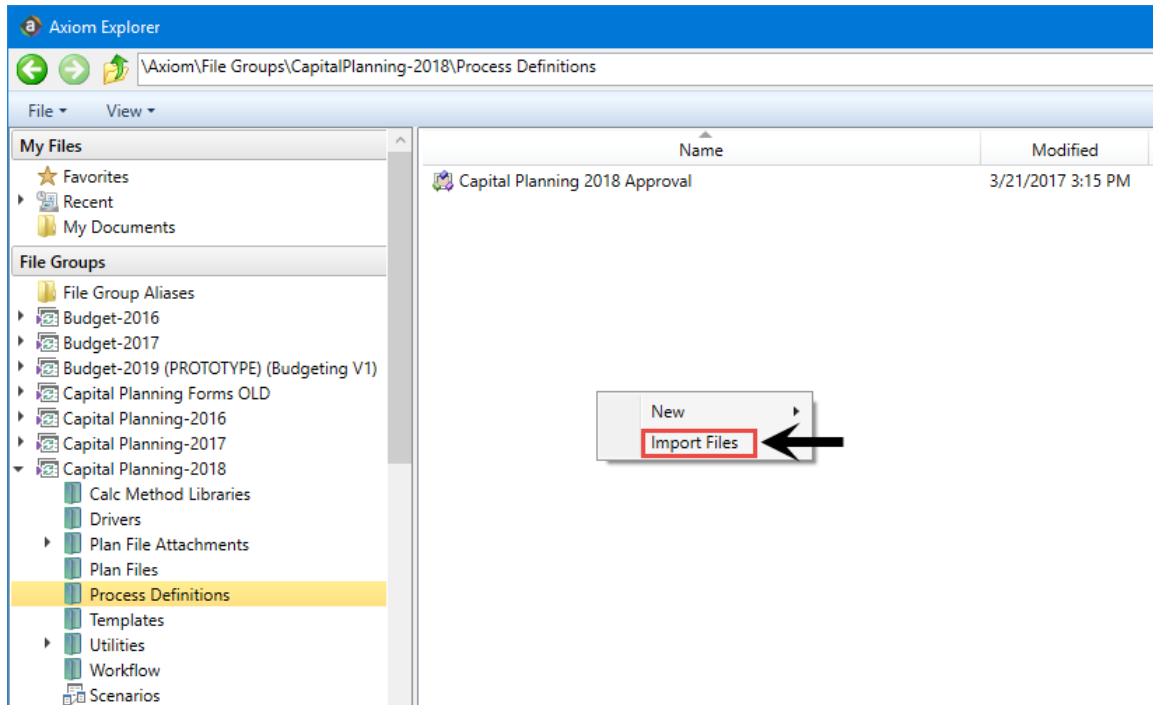 Axiom Explorer
\Axiom\File Groups\CapitalPlanning-2018\Process Definitions
File View
My Files
Favorites
Recent
My Documents
File Groups
File Group Aliases
Budget-2016
Budget-2017
Budget-2019 (PROTOTYPE) (Budgeting V1)
Capital Planning Forms OLD
Capital Planning-2016
Capital Planning-2017
Capital Planning-2018
Calc Method Libraries
Drivers
Plan File Attachments
Plan Files
Process Definitions
Templates
Utilities
Workflow
Scenarios
Name Modified
Capital Planning 2018 Approval 3/21/2017 3:15 PM
New
Import Files